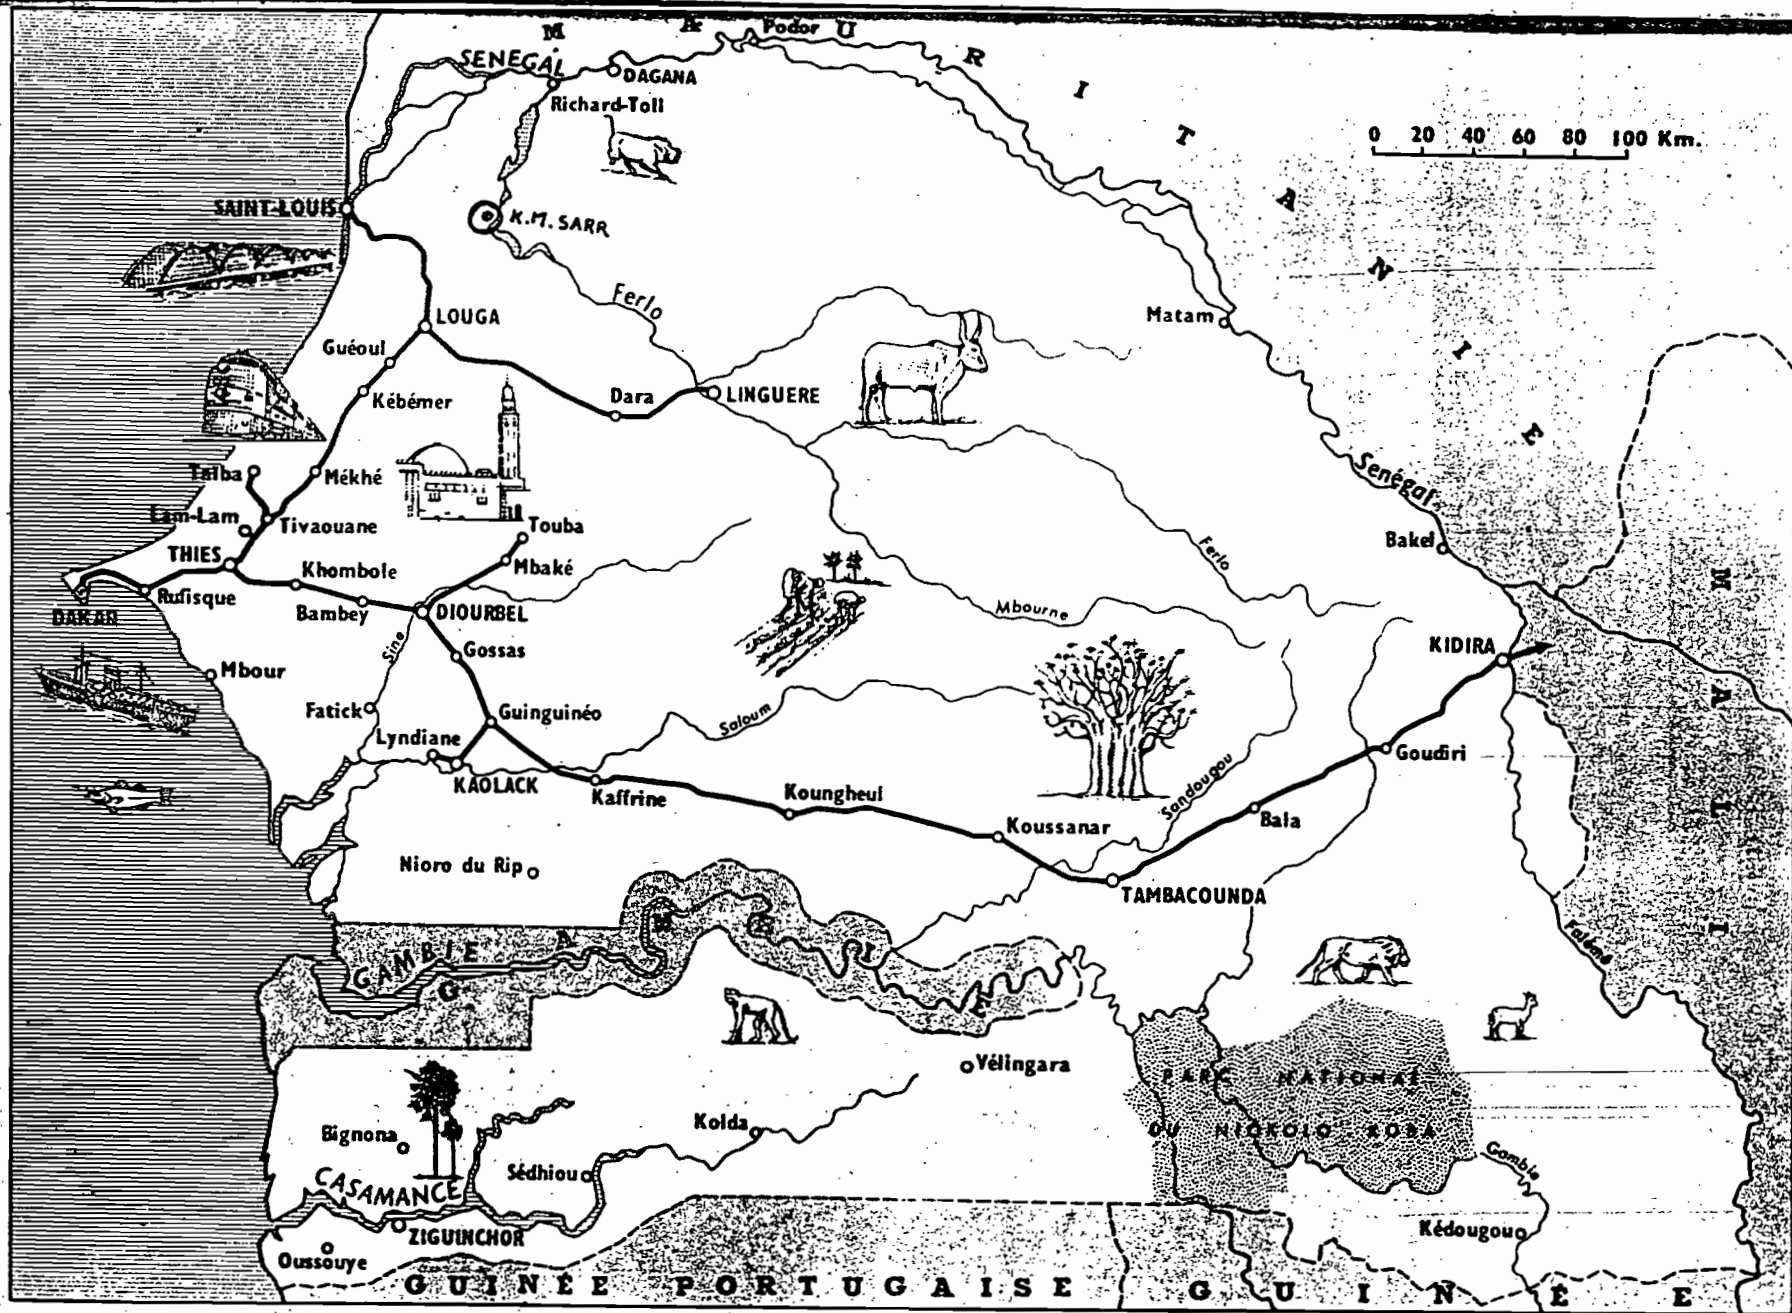 MAURITANIE
Podor
SENEGAL
DAGANA
Richard-Toll
0 20 40 60 80 100 Km.
SAINT-LOUIS
K.M. SARR
Ferlo
LOUGA
Matam
Guéoul
Kébémer
Dara
LINGUERE
Taïba
Mékhé
Senégal
Lam-Lam
Tivaouane
Touba
Bakel
THIES
Khombole
Mbaké
Ferlo
Rufisque
Bambey
DIOURBEL
Mbourne
DAKAR
Sine
Gossas
KIDIRA
Mbour
Fatick
Guinguinéo
Saloum
Lyndiane
Goudiri
KAOLACK
Kaffrine
Koungheul
Sandougou
Koussanar
Bala
MALI
Nioro du Rip
TAMBACOUNDA
Falémé
GAMBIE
GAMBIE
Vélingara
PARC NATIONAL
DU NIOKOLO KOBA
Bignona
Kolda
Gambie
Sédhiou
CASAMANCE
ZIGUINCHOR
Kédougou
Oussouye
GUINÉE PORTUGAISE
GUINÉE